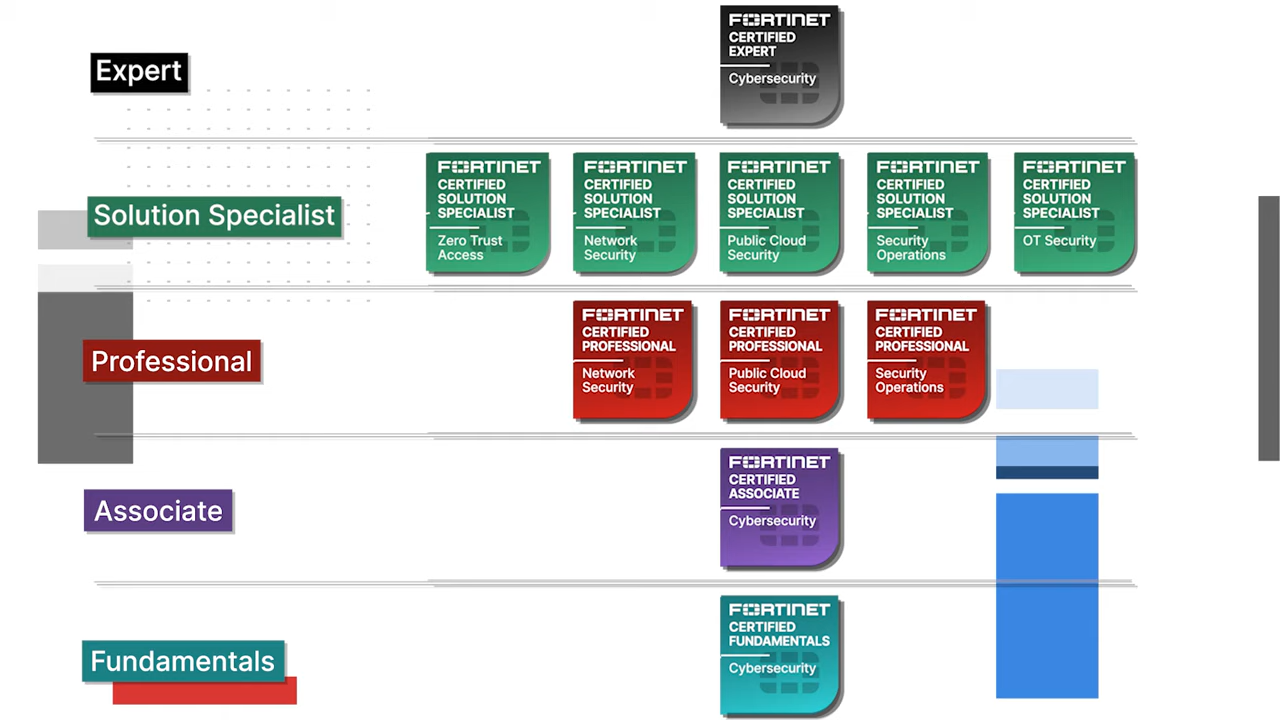 Expert
FORTINET
CERTIFIED
EXPERT
Cybersecurity
Solution Specialist
FORTINET
CERTIFIED
SOLUTION
SPECIALIST
Zero Trust
Access
FORTINET
CERTIFIED
SOLUTION
SPECIALIST
Network
Security
FORTINET
CERTIFIED
SOLUTION
SPECIALIST
Public Cloud
Security
FORTINET
CERTIFIED
SOLUTION
SPECIALIST
Security
Operations
FORTINET
CERTIFIED
SOLUTION
SPECIALIST
OT Security
Professional
FORTINET
CERTIFIED
PROFESSIONAL
Network
Security
FORTINET
CERTIFIED
PROFESSIONAL
Public Cloud
Security
FORTINET
CERTIFIED
PROFESSIONAL
Security
Operations
Associate
FORTINET
CERTIFIED
ASSOCIATE
Cybersecurity
Fundamentals
FORTINET
CERTIFIED
FUNDAMENTALS
Cybersecurity